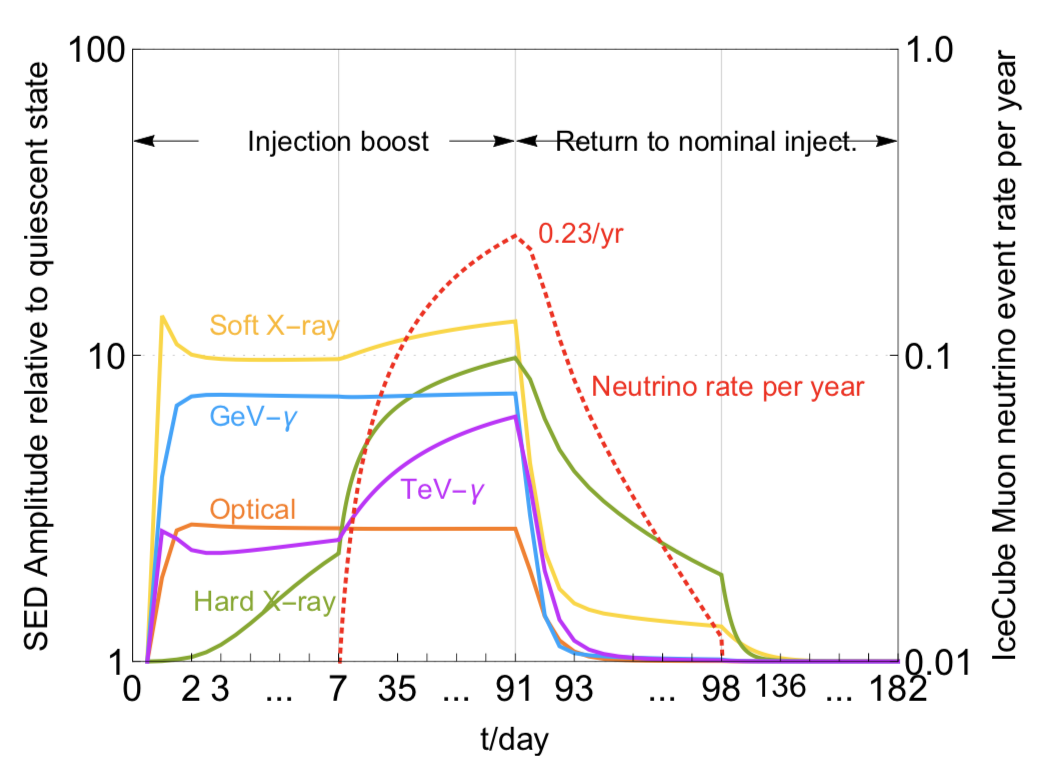 100
1.0
Injection boost
Return to nominal inject.
0.23/yr
Soft X−ray
10
0.1
Neutrino rate per year
GeV−γ
TeV−γ
Optical
Hard X−ray
1
0.01
0 2 3 ... 7 35 ... 91 93 ... 98 136 ... 182
t/day
SED Amplitude relative to quiescent state
IceCube Muon neutrino event rate per year